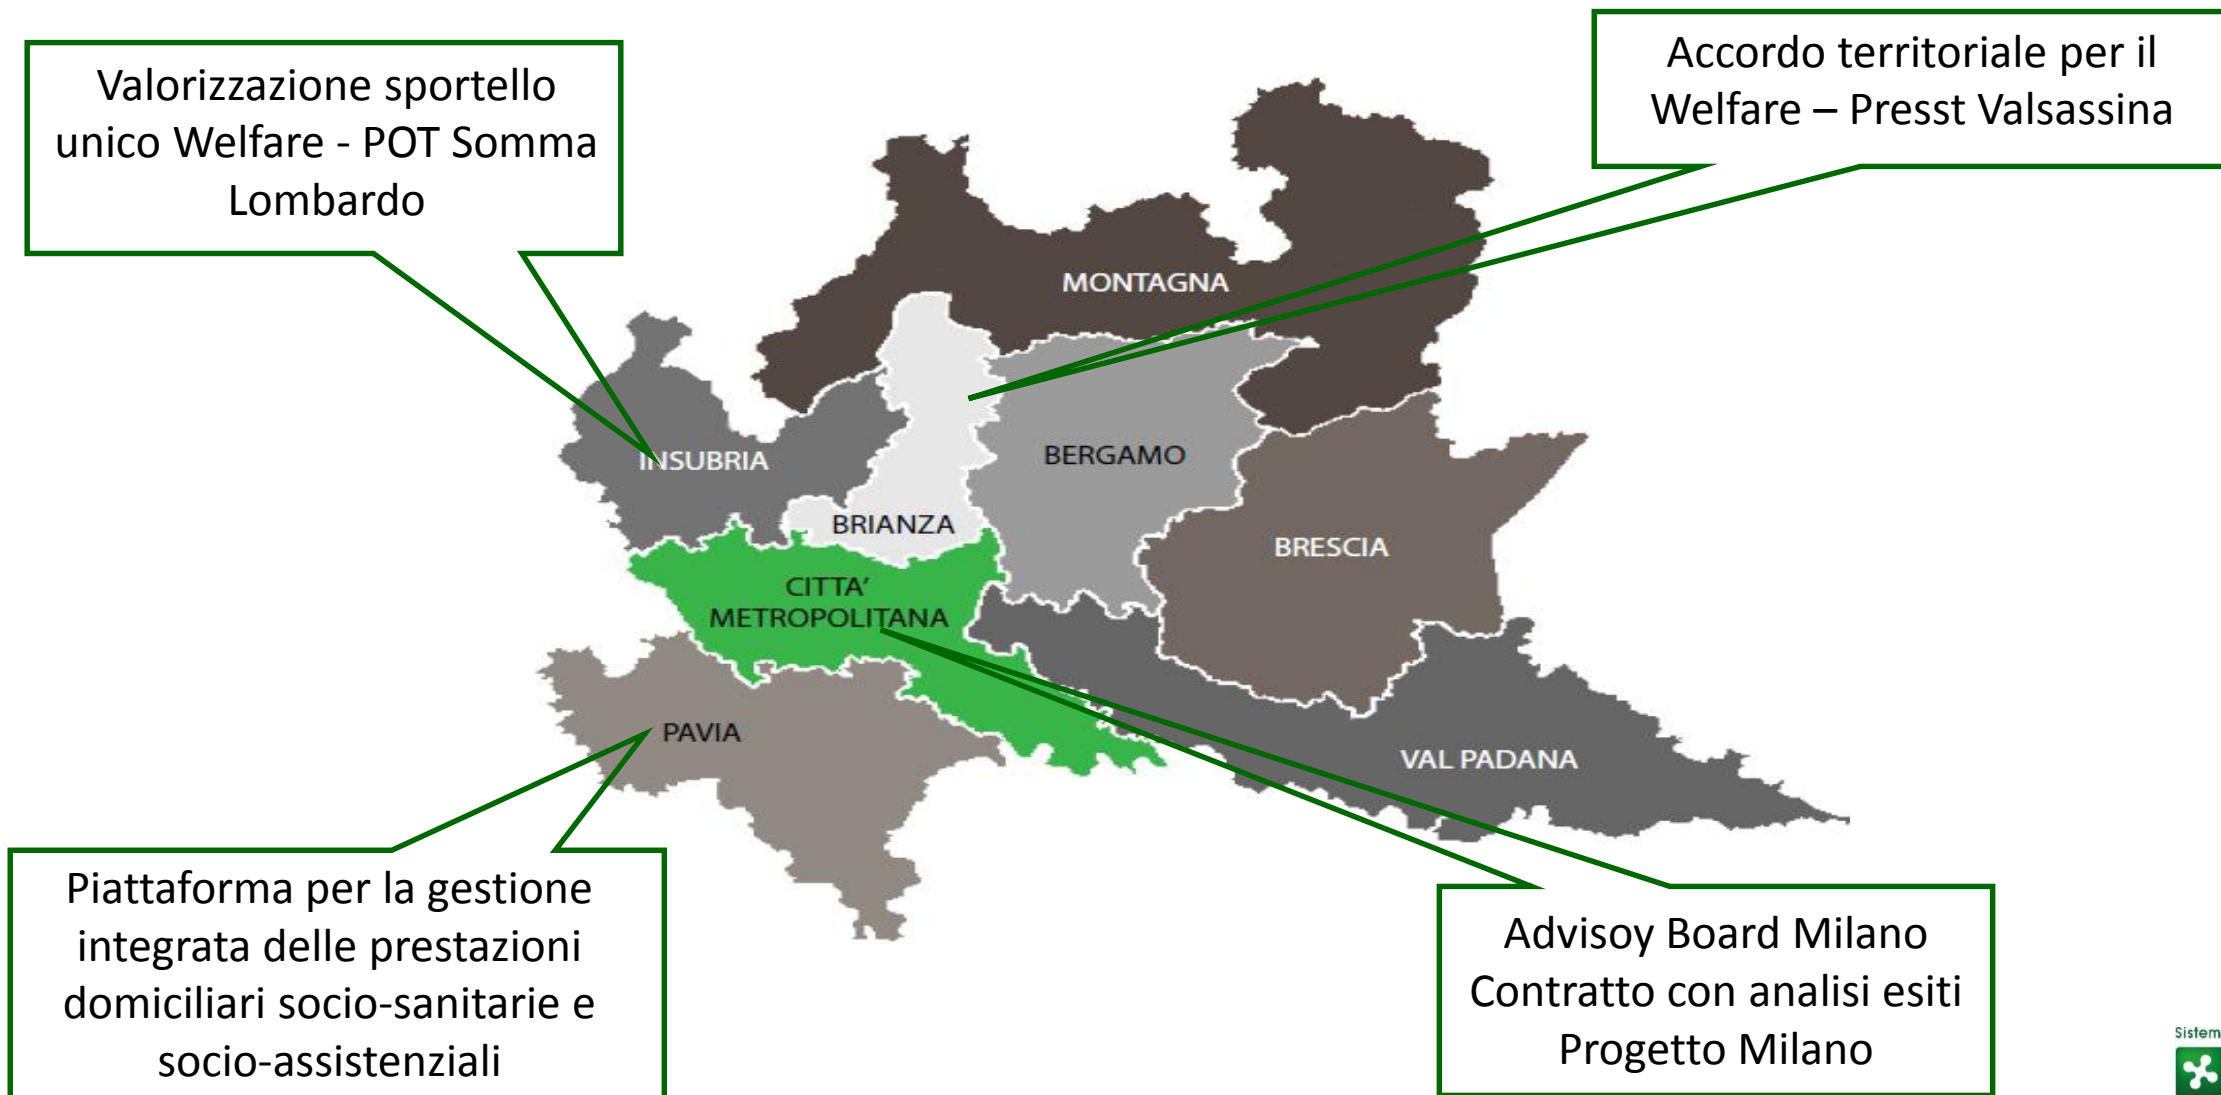 Valorizzazione sportello
unico Welfare - POT Somma
Lombardo
Accordo territoriale per il
Welfare – Presst Valsassina
MONTAGNA
INSUBRIA
BERGAMO
BRIANZA
BRESCIA
CITTA’
METROPOLITANA
PAVIA
VAL PADANA
Piattaforma per la gestione
integrata delle prestazioni
domiciliari socio-sanitarie e
socio-assistenziali
Advisoy Board Milano
Contratto con analisi esiti
Progetto Milano
Sistem